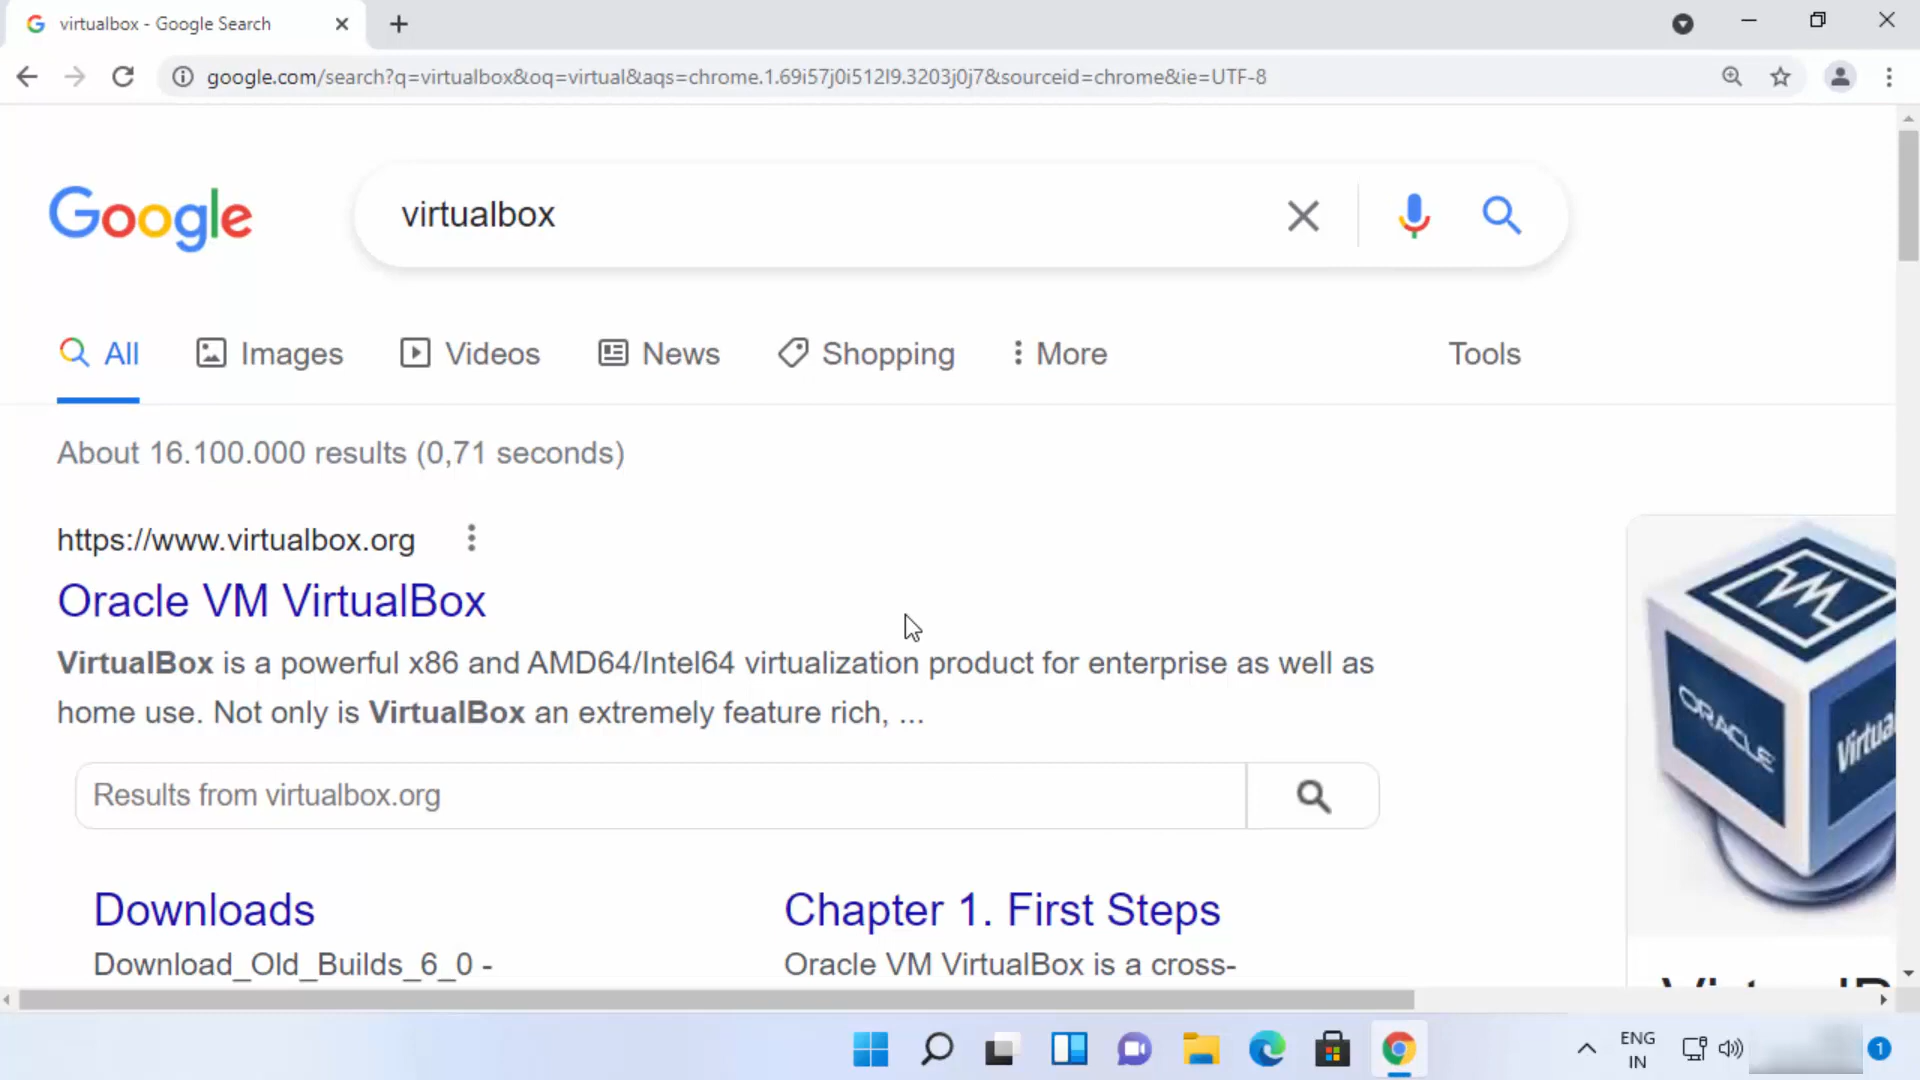 virtualbox - Google Search
google.com/search?q=virtualbox&oq=virtual&aqs=chrome.1.69i57j0i512l9.3203j0j7&sourceid=chrome&ie=UTF-8
Google
virtualbox
All
Images
Videos
News
Shopping
More
Tools
About 16.100.000 results (0,71 seconds)
https://www.virtualbox.org
Oracle VM VirtualBox
VirtualBox is a powerful x86 and AMD64/Intel64 virtualization product for enterprise as well as
home use. Not only is VirtualBox an extremely feature rich, ...
Results from virtualbox.org
ORACLE
Virtua
Downloads
Chapter 1. First Steps
Download_Old_Builds_6_0 -
Oracle VM VirtualBox is a cross-
ENG
IN
1